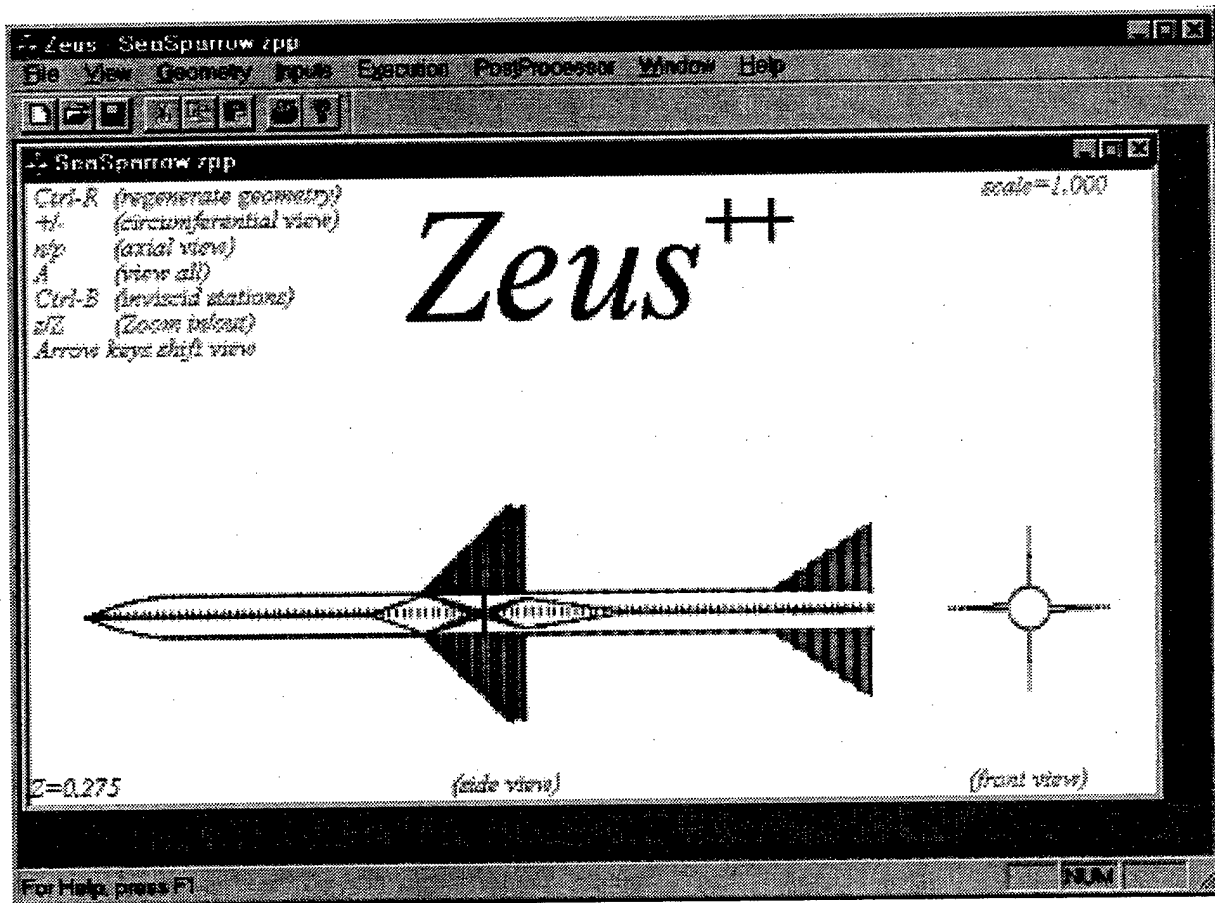 Zeus - SeaSparrow.zpp
File View Geometry Inputs Execution PostProcessor Window Help
SeaSparrow.zpp
Ctrl-R (regenerate geometry)
+/- (circumferential view)
n/p (axial view)
A (view all)
Ctrl-B (inviscid stations)
z/Z (Zoom in/out)
Arrow keys shift view
scale=1.000
Zeus++
Z=0.275
(side view)
(front view)
For Help, press F1
NUM